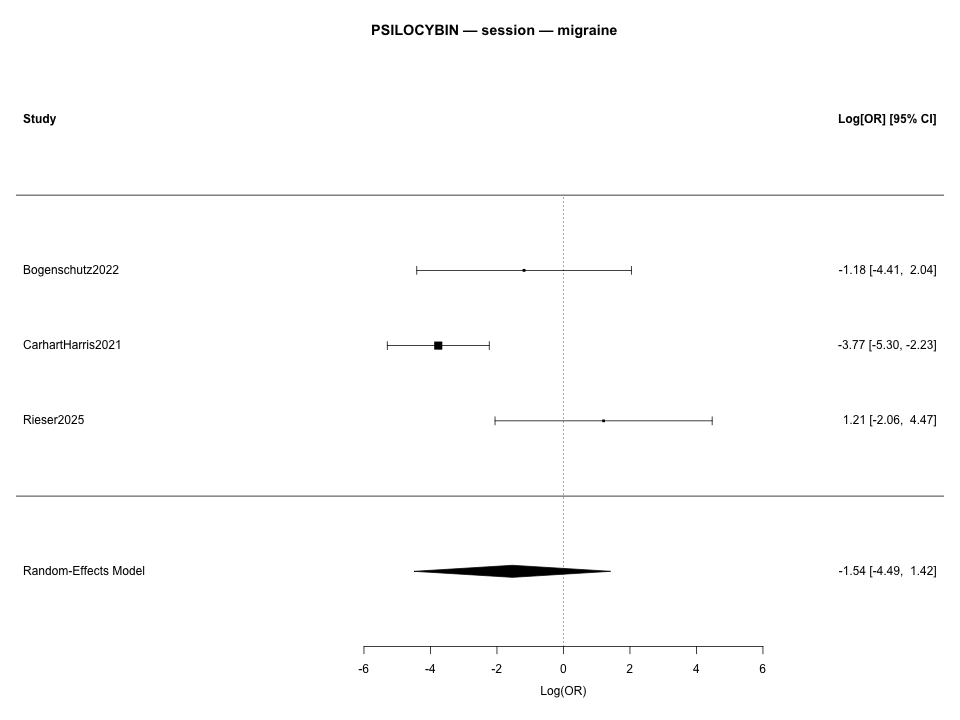 PSILOCYBIN — session — migraine
Study Log[OR] [95% CI]
Bogenschutz2022 -1.18 [-4.41, 2.04]
CarhartHarris2021 -3.77 [-5.30, -2.23]
Rieser2025 1.21 [-2.06, 4.47]
Random-Effects Model -1.54 [-4.49, 1.42]
-6 -4 -2 0 2 4 6
Log(OR)